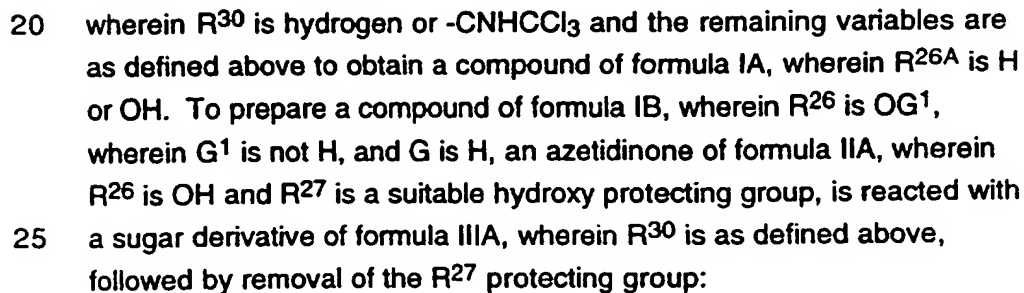 20 wherein R30 is hydrogen or -CNHCCl3 and the remaining variables are
as defined above to obtain a compound of formula IA, wherein R26A is H
or OH. To prepare a compound of formula IB, wherein R26 is OG1,
wherein G1 is not H, and G is H, an azetidinone of formula IIA, wherein
R26 is OH and R27 is a suitable hydroxy protecting group, is reacted with
25 a sugar derivative of formula IIIA, wherein R30 is as defined above,
followed by removal of the R27 protecting group: